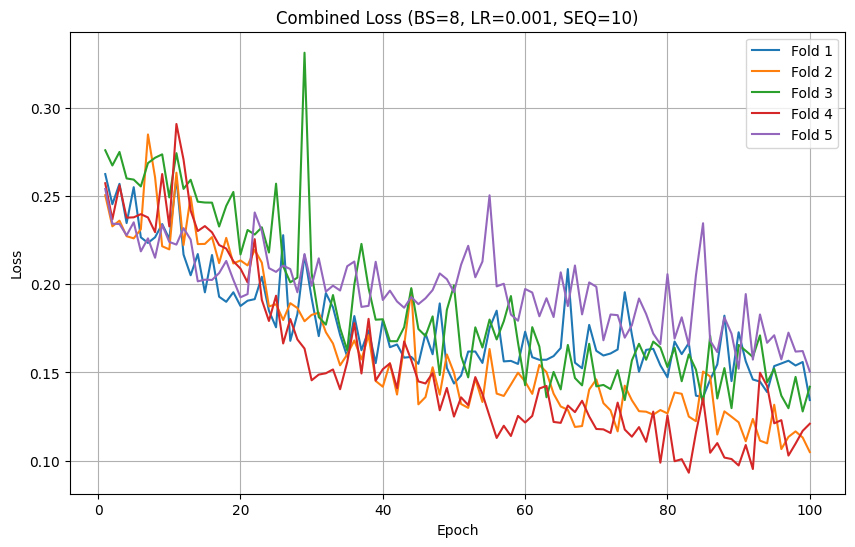 Combined Loss (BS=8, LR=0.001, SEQ=10)
Fold 1
Fold 2
Fold 3
Fold 4
Fold 5
Loss
0.30
0.25
0.20
0.15
0.10
0
20
40
60
80
100
Epoch